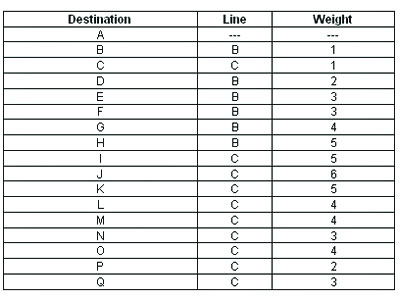 Destination Line Weight
A --- ---
B B 1
C C 1
D B 2
E B 3
F B 3
G B 4
H B 5
I C 5
J C 6
K C 5
L C 4
M C 4
N C 3
O C 4
P C 2
Q C 3